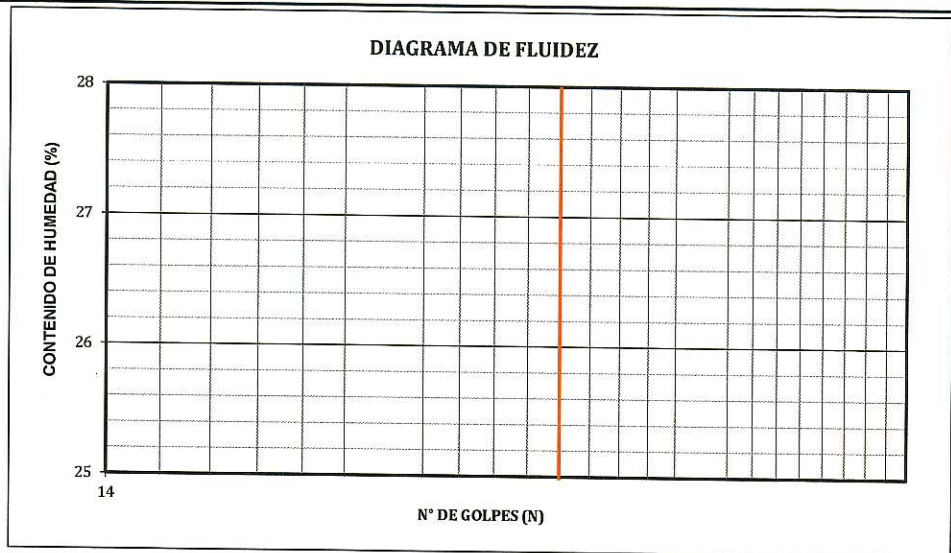 DIAGRAMA DE FLUIDEZ
CONTENIDO DE HUMEDAD (%)
28
27
26
25
14
N° DE GOLPES (N)